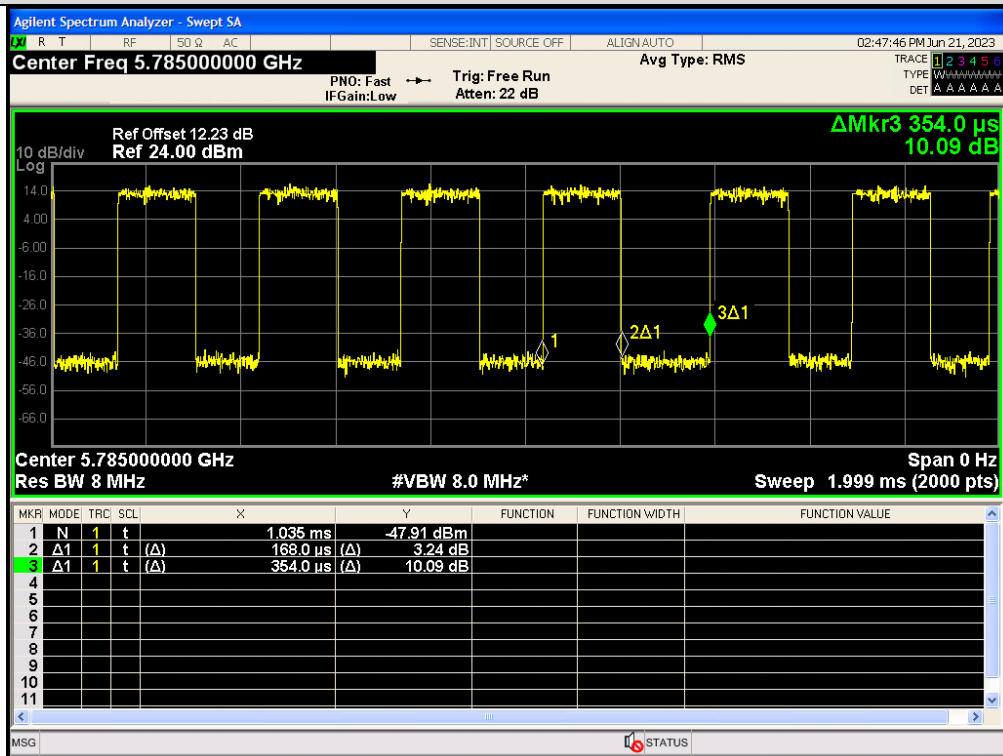 Agilent Spectrum Analyzer - Swept SA
LXI R T RF 50 Ω AC SENSE:INT SOURCE OFF ALIGN AUTO 02:47:46 PM Jun 21, 2023
Center Freq 5.785000000 GHz Avg Type: RMS TRACE 1 2 3 4 5 6
PNO: Fast Trig: Free Run TYPE
IFGain:Low Atten: 22 dB DET A A A A A A
ΔMkr3 354.0 µs
10.09 dB
Ref Offset 12.23 dB
10 dB/div Ref 24.00 dBm
Log
14.0
4.00
-6.00
-16.0
-26.0
3Δ1
-36.0
1 2Δ1
-46.0
-56.0
-66.0
Center 5.785000000 GHz Span 0 Hz
Res BW 8 MHz #VBW 8.0 MHz* Sweep 1.999 ms (2000 pts)
MKR MODE TRC SCL X Y FUNCTION FUNCTION WIDTH FUNCTION VALUE
1 N 1 t 1.035 ms -47.91 dBm
2 Δ1 1 t (Δ) 168.0 µs (Δ) 3.24 dB
3 Δ1 1 t (Δ) 354.0 µs (Δ) 10.09 dB
4
5
6
7
8
9
10
11
MSG STATUS